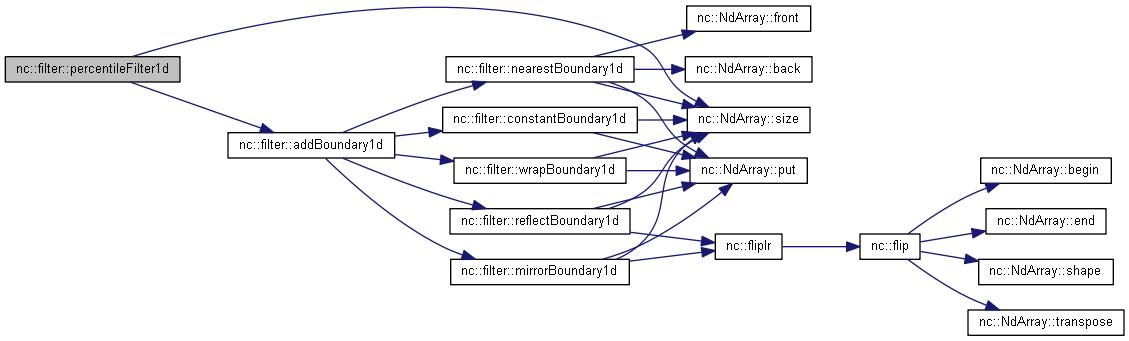 nc::NdArray::front
nc::filter::percentileFilter1d
nc::filter::nearestBoundary1d
nc::NdArray::back
nc::filter::constantBoundary1d
nc::NdArray::size
nc::filter::addBoundary1d
nc::filter::wrapBoundary1d
nc::NdArray::put
nc::NdArray::begin
nc::filter::reflectBoundary1d
nc::NdArray::end
nc::fliplr
nc::flip
nc::filter::mirrorBoundary1d
nc::NdArray::shape
nc::NdArray::transpose